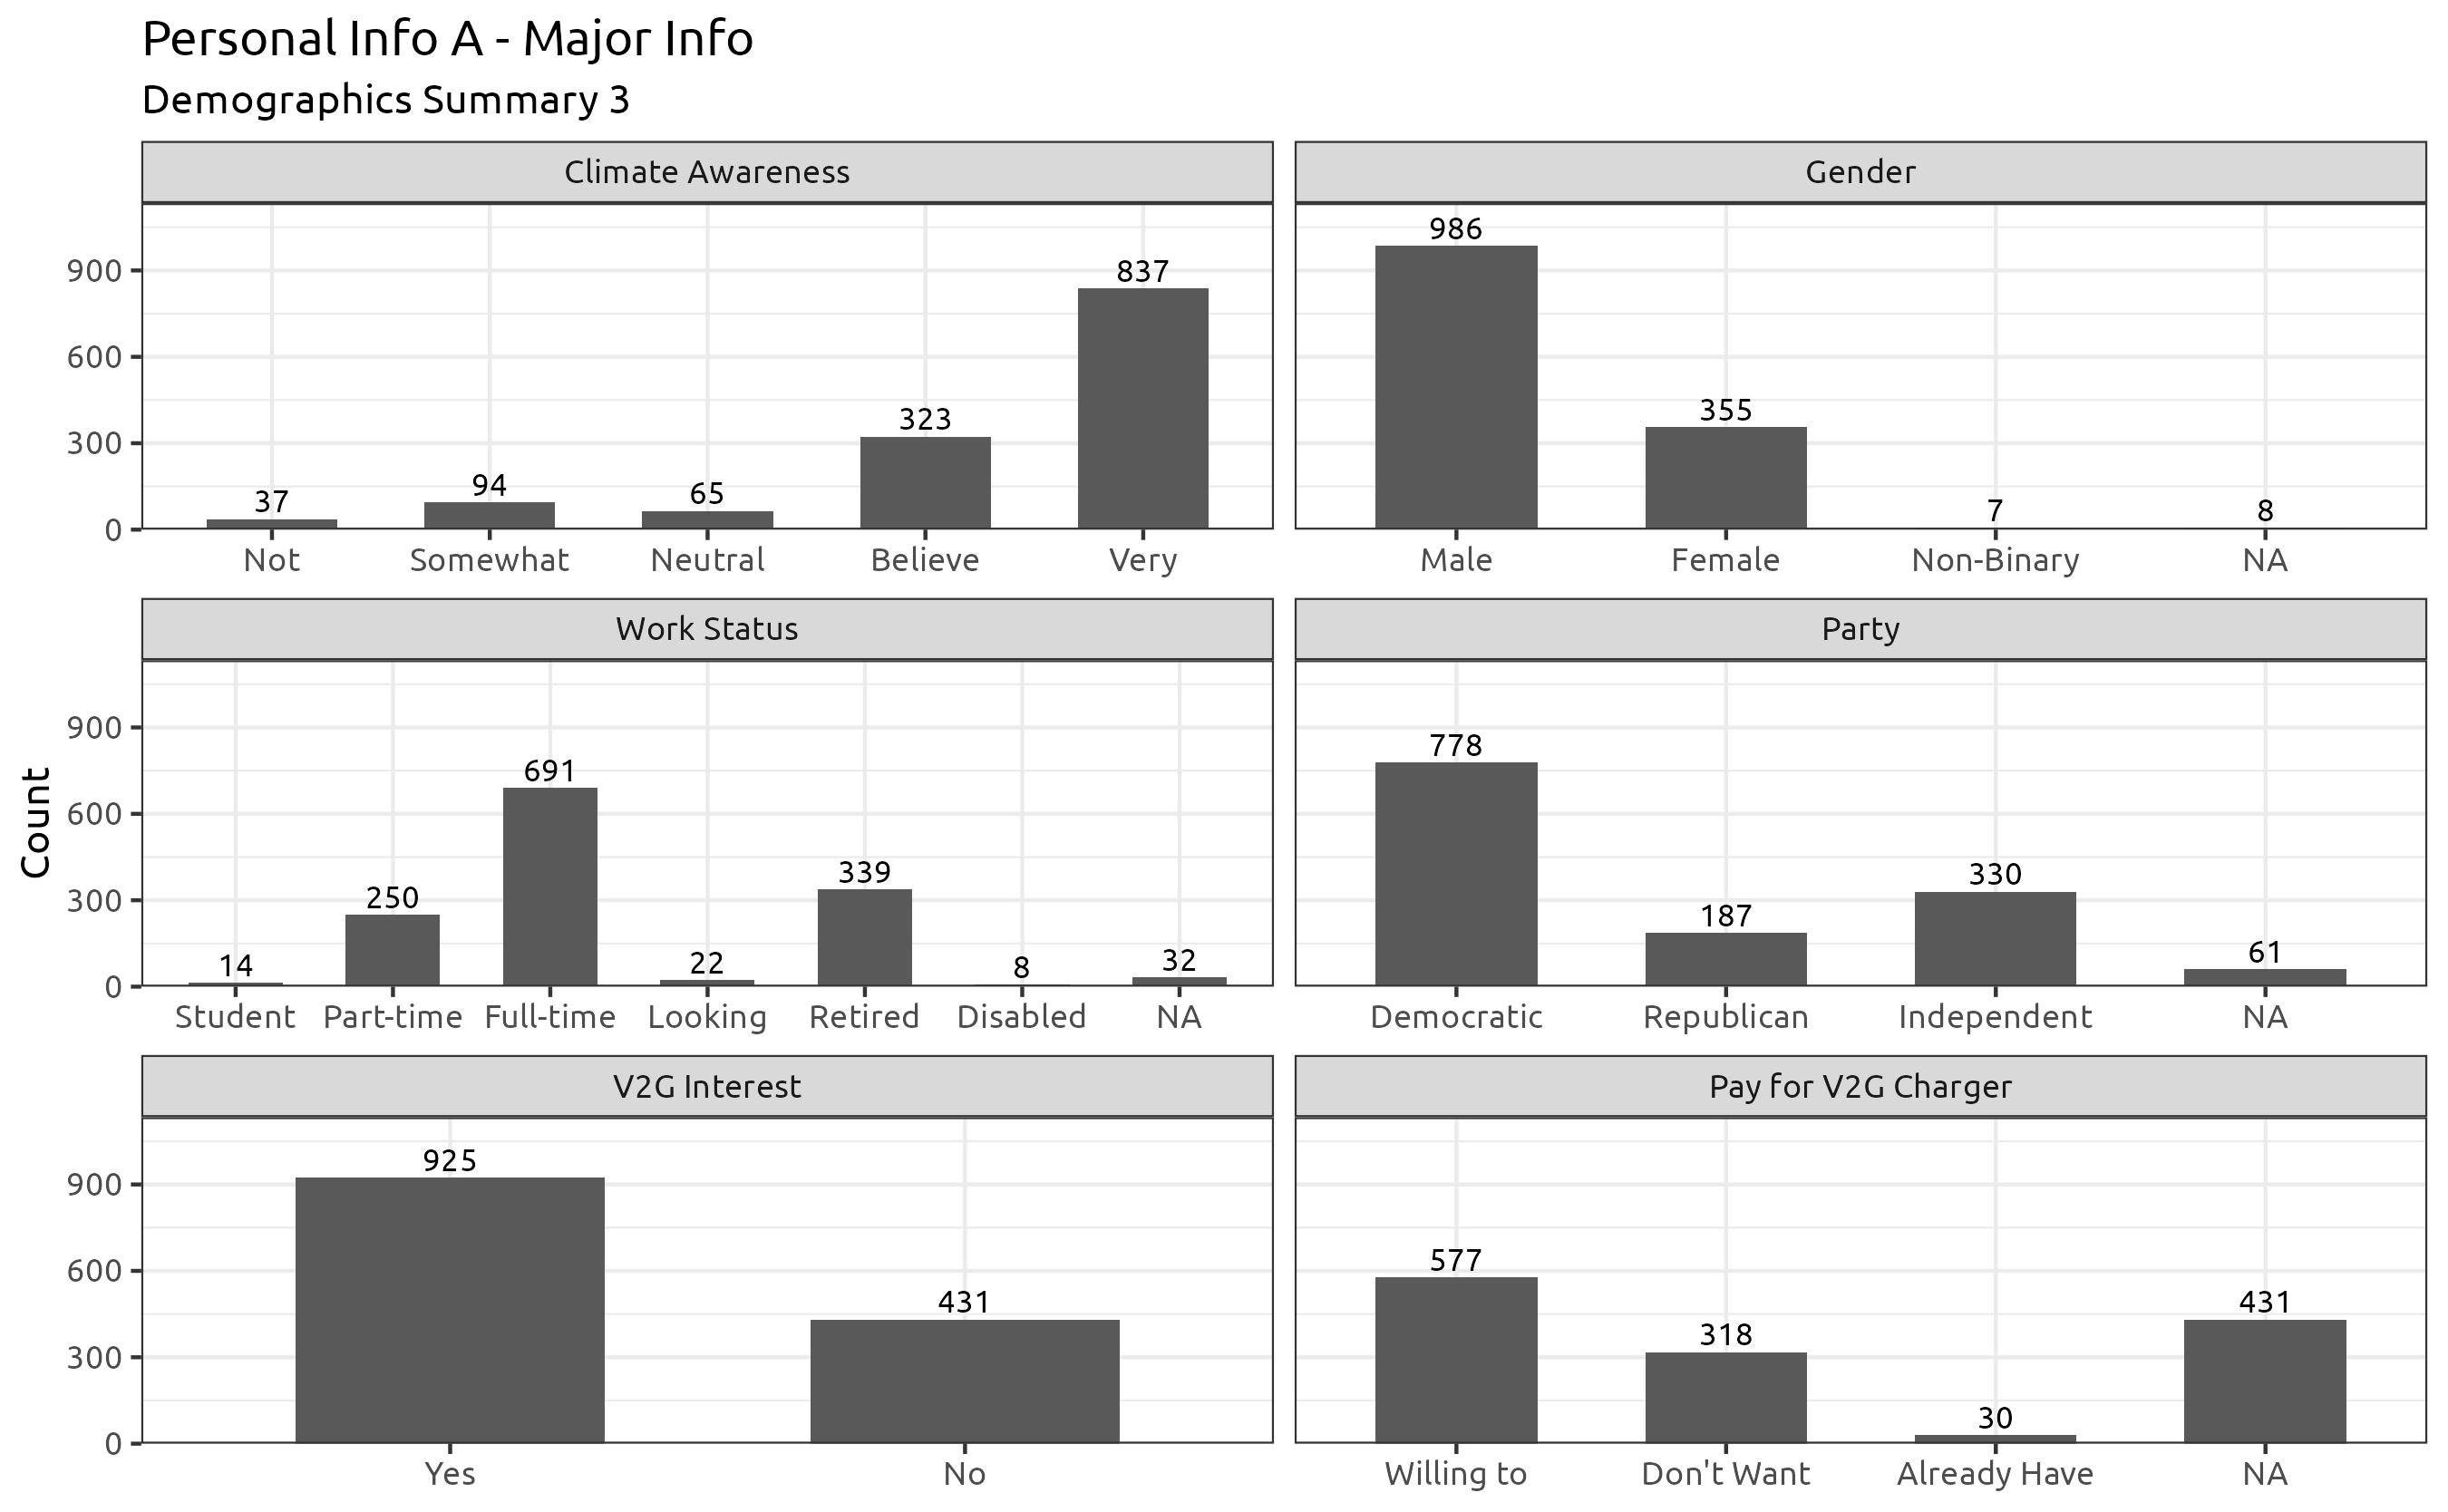 Personal Info A - Major Info
Demographics Summary 3
Climate Awareness
Gender
900
600
300
0
37
94
65
323
837
986
355
7
8
Not Somewhat Neutral Believe Very
Male Female Non-Binary NA
Work Status
Party
Count
900
600
300
0
14
250
691
22
339
8
32
778
187
330
61
Student Part-time Full-time Looking Retired Disabled NA
Democratic Republican Independent NA
V2G Interest
Pay for V2G Charger
900
600
300
0
925
431
577
318
30
431
Yes No
Willing to Don't Want Already Have NA